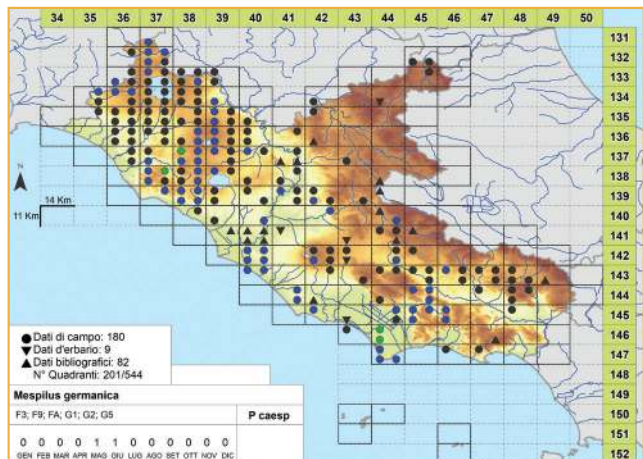 34 35 36 37 38 39 40 41 42 43 44 45 46 47 48 49 50
131
132
133
134
135
136
137
138
139
140
141
142
143
144
145
146
147
148
149
150
151
152
N
14 Km
11 Km
Dati di campo: 180
Dati d'erbario: 9
Dati bibliografici: 82
N° Quadranti: 201/544
Mespilus germanica
F3; F9; FA; G1; G2; G5
P caesp
0 0 0 0 1 1 0 0 0 0 0 0
GEN FEB MAR APR MAG GIU LUG AGO SET OTT NOV DIC